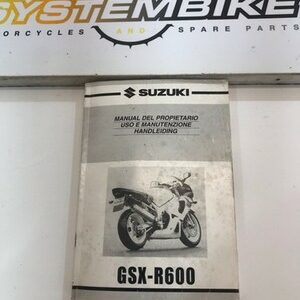 SYSTEMBIKE
ORCYCLES AND SPARE PARTS
SUZUKI
MANUAL DEL PROPIETARIO
USO E MANUTENZIONE
HANDLEIDING
GSX-R600